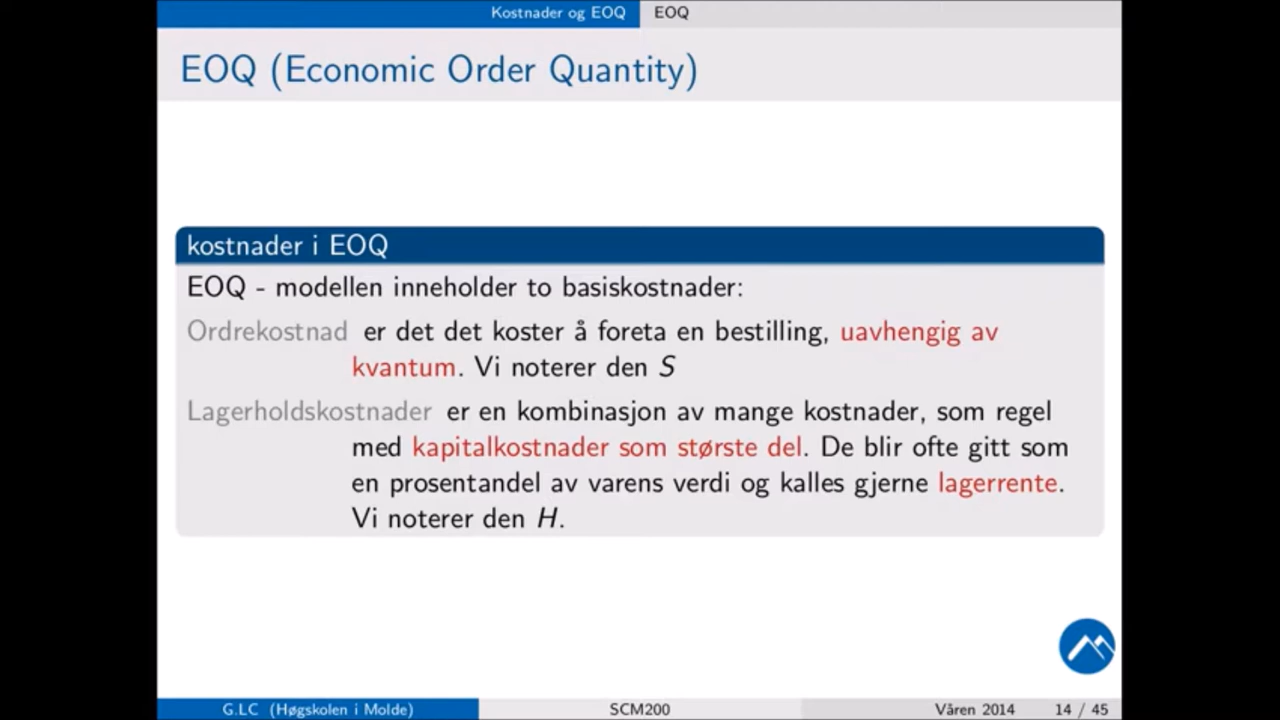 Kostnader og EOQ EOQ
EOQ (Economic Order Quantity)
kostnader i EOQ
EOQ - modellen inneholder to basiskostnader:
Ordrekostnad er det det koster å foreta en bestilling, uavhengig av
kvantum. Vi noterer den S
Lagerholdskostnader er en kombinasjon av mange kostnader, som regel
med kapitalkostnader som største del. De blir ofte gitt som
en prosentandel av varens verdi og kalles gjerne lagerrente.
Vi noterer den H.
G.LC (Høgskolen i Molde) SCM200 Våren 2014 14 / 45